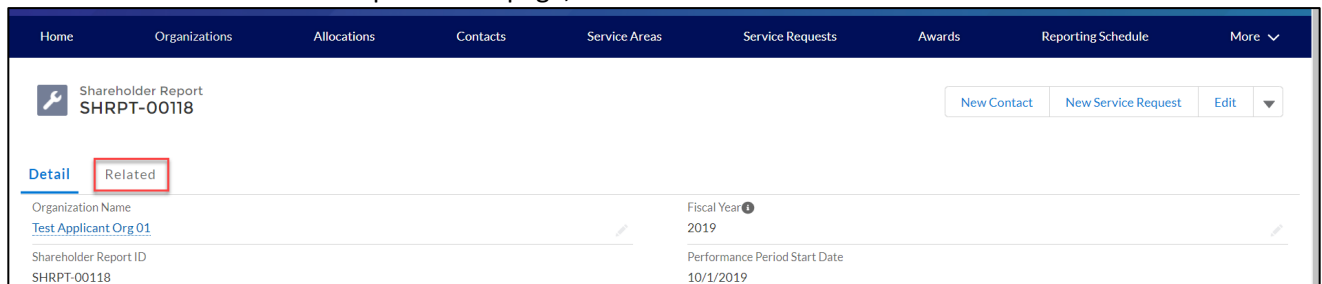 Home Organizations Allocations Contacts Service Areas Service Requests Awards Reporting Schedule More
Shareholder Report
SHRPT-00118
New Contact New Service Request Edit
Detail Related
Organization Name Fiscal Year
Test Applicant Org 01 2019
Shareholder Report ID Performance Period Start Date
SHRPT-00118 10/1/2019